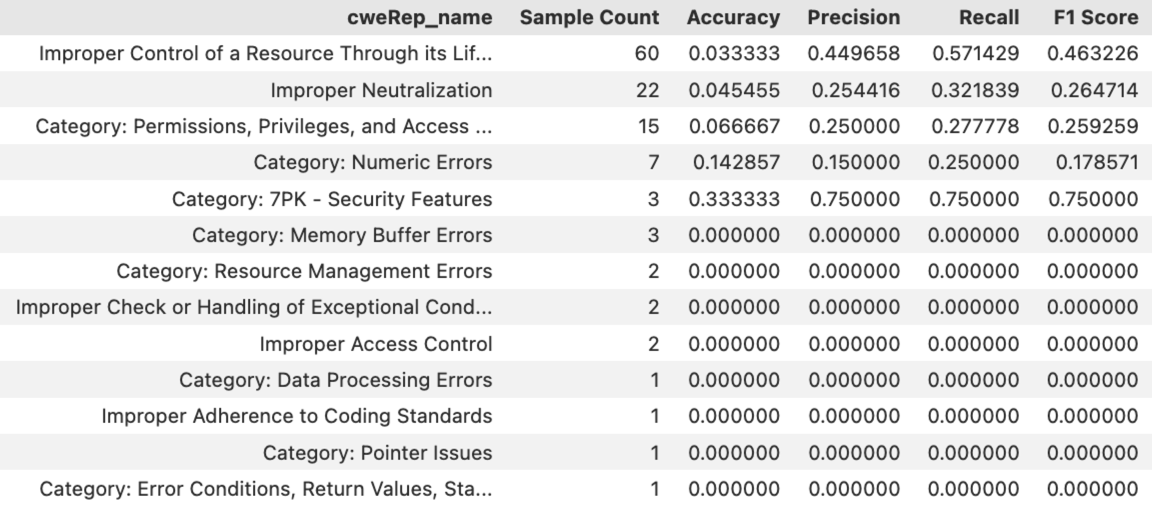 cweRep_name Sample Count Accuracy Precision Recall F1 Score
Improper Control of a Resource Through its Lif... 60 0.033333 0.449658 0.571429 0.463226
Improper Neutralization 22 0.045455 0.254416 0.321839 0.264714
Category: Permissions, Privileges, and Access ... 15 0.066667 0.250000 0.277778 0.259259
Category: Numeric Errors 7 0.142857 0.150000 0.250000 0.178571
Category: 7PK - Security Features 3 0.333333 0.750000 0.750000 0.750000
Category: Memory Buffer Errors 3 0.000000 0.000000 0.000000 0.000000
Category: Resource Management Errors 2 0.000000 0.000000 0.000000 0.000000
Improper Check or Handling of Exceptional Cond... 2 0.000000 0.000000 0.000000 0.000000
Improper Access Control 2 0.000000 0.000000 0.000000 0.000000
Category: Data Processing Errors 1 0.000000 0.000000 0.000000 0.000000
Improper Adherence to Coding Standards 1 0.000000 0.000000 0.000000 0.000000
Category: Pointer Issues 1 0.000000 0.000000 0.000000 0.000000
Category: Error Conditions, Return Values, Sta... 1 0.000000 0.000000 0.000000 0.000000